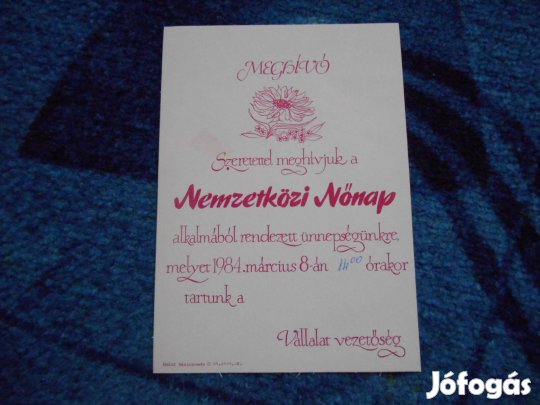 MEGHÍVÓ
Szeretettel meghívjuk a
Nemzetközi Nőnap
alkalmából rendezett ünnepségünkre,
melyet 1984. március 8-án 14⁰⁰ órakor
tartunk a
Vállalat vezetőség
Jófogás